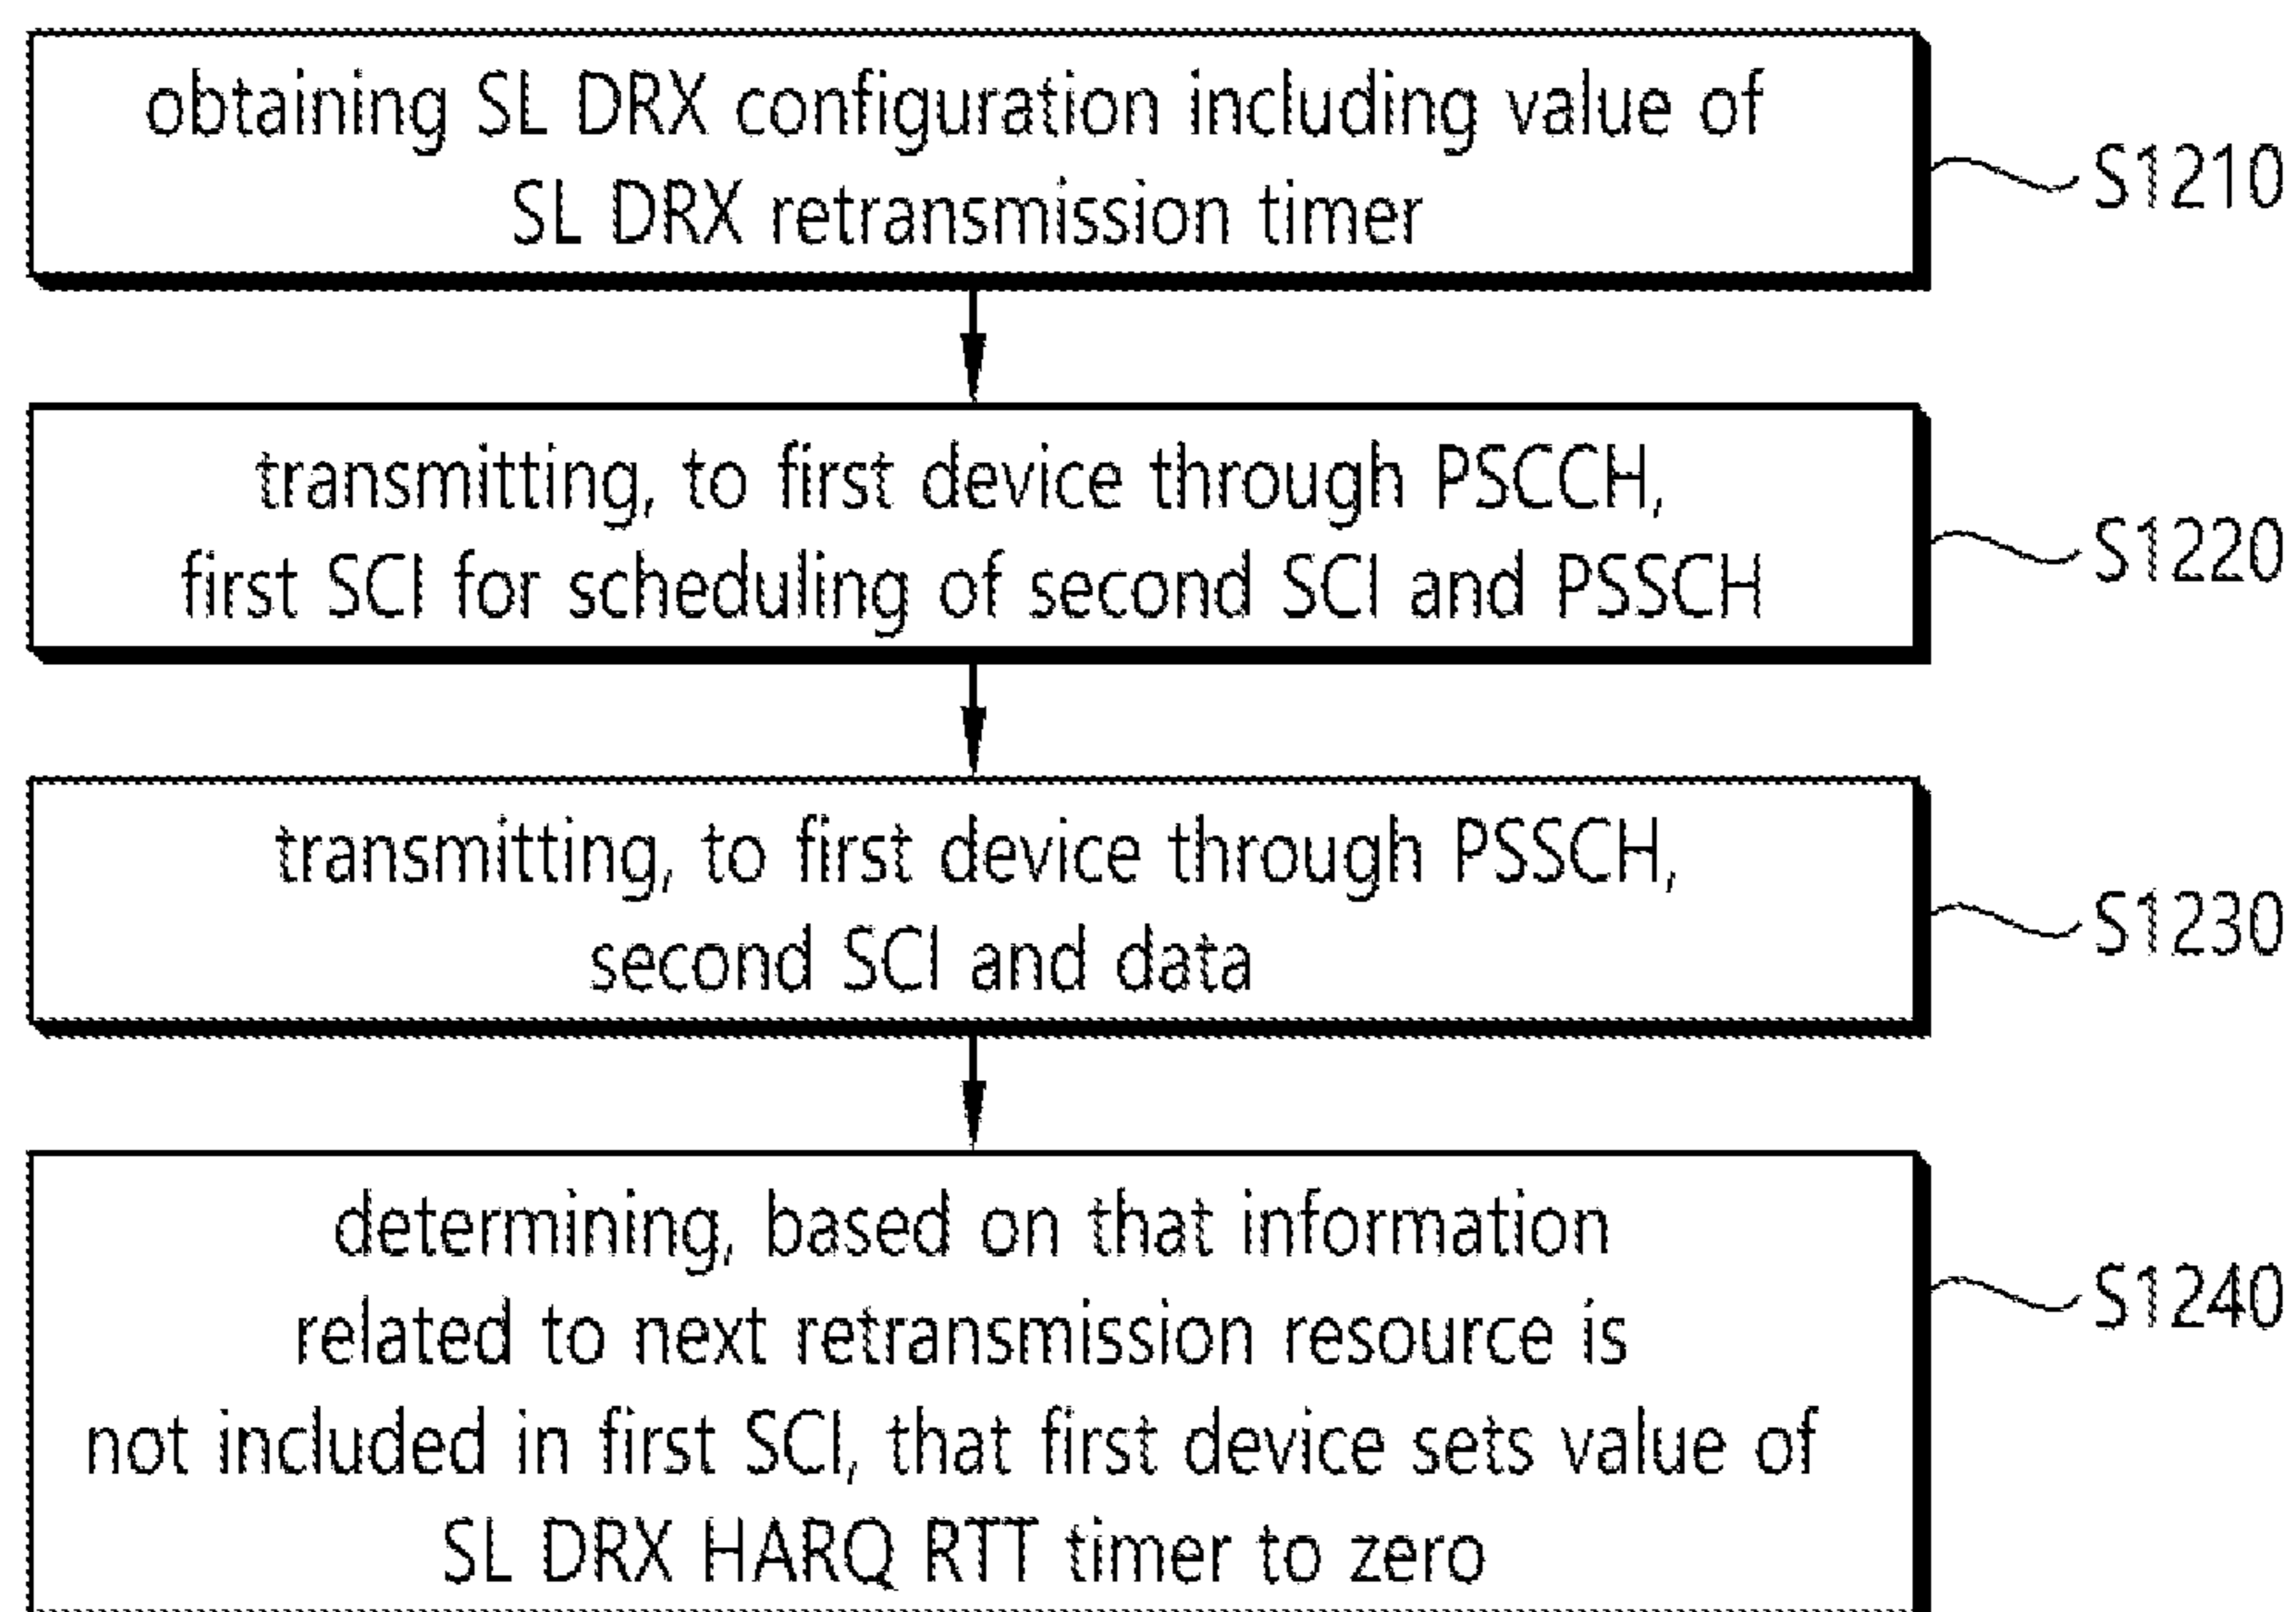 obtaining SL DRX configuration including value of
SL DRX retransmission timer
S1210
transmitting, to first device through PSCCH,
first SCI for scheduling of second SCI and PSSCH
S1220
transmitting, to first device through PSSCH,
second SCI and data
S1230
determining, based on that information
related to next retransmission resource is
not included in first SCI, that first device sets value of
SL DRX HARQ RTT timer to zero
S1240